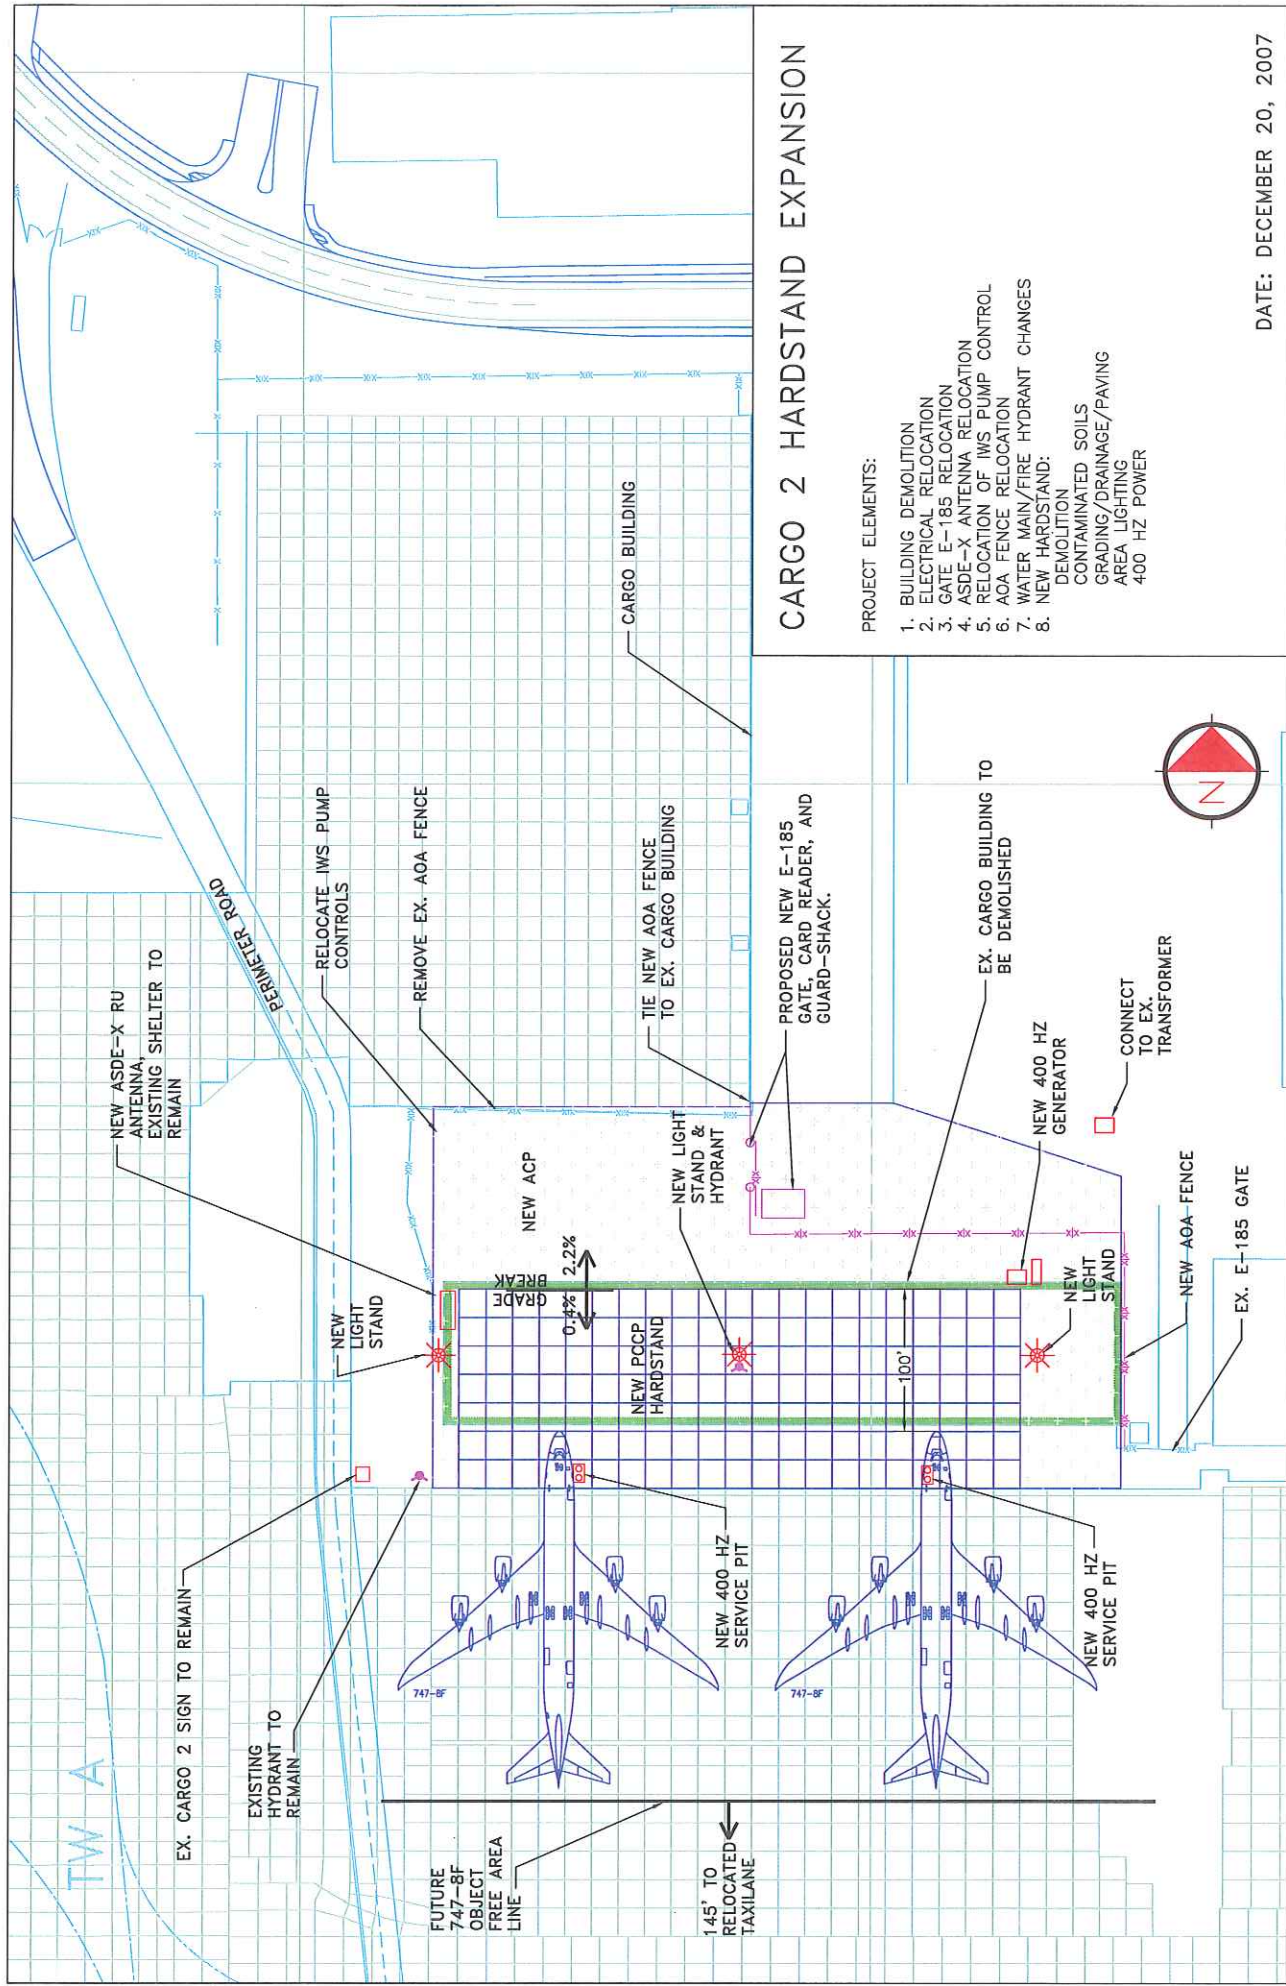 TW A
EX. CARGO 2 SIGN TO REMAIN
EXISTING
HYDRANT TO
REMAIN
FUTURE
747-8F
OBJECT
FREE AREA
LINE
145' TO
RELOCATED
TAXILANE
747-8F
747-8F
NEW 400 HZ
SERVICE PIT
NEW 400 HZ
SERVICE PIT
NEW ASDE-X RU
ANTENNA,
EXISTING SHELTER TO
REMAIN
NEW
LIGHT
STAND
PERIMETER ROAD
RELOCATE IWS PUMP
CONTROLS
REMOVE EX. AOA FENCE
NEW ACP
GRADE
BREAK
0.4%
2.2%
NEW PCCP
HARDSTAND
NEW LIGHT
STAND &
HYDRANT
100'
TIE NEW AOA FENCE
TO EX. CARGO BUILDING
CARGO BUILDING
PROPOSED NEW E-185
GATE, CARD READER, AND
GUARD-SHACK.
EX. CARGO BUILDING TO
BE DEMOLISHED
NEW 400 HZ
GENERATOR
NEW
LIGHT
STAND
CONNECT
TO EX.
TRANSFORMER
NEW AOA FENCE
EX. E-185 GATE
N
CARGO 2 HARDSTAND EXPANSION
PROJECT ELEMENTS:
1. BUILDING DEMOLITION
2. ELECTRICAL RELOCATION
3. GATE E-185 RELOCATION
4. ASDE-X ANTENNA RELOCATION
5. RELOCATION OF IWS PUMP CONTROL
6. AOA FENCE RELOCATION
7. WATER MAIN/FIRE HYDRANT CHANGES
8. NEW HARDSTAND:
DEMOLITION
CONTAMINATED SOILS
GRADING/DRAINAGE/PAVING
AREA LIGHTING
400 HZ POWER
DATE: DECEMBER 20, 2007